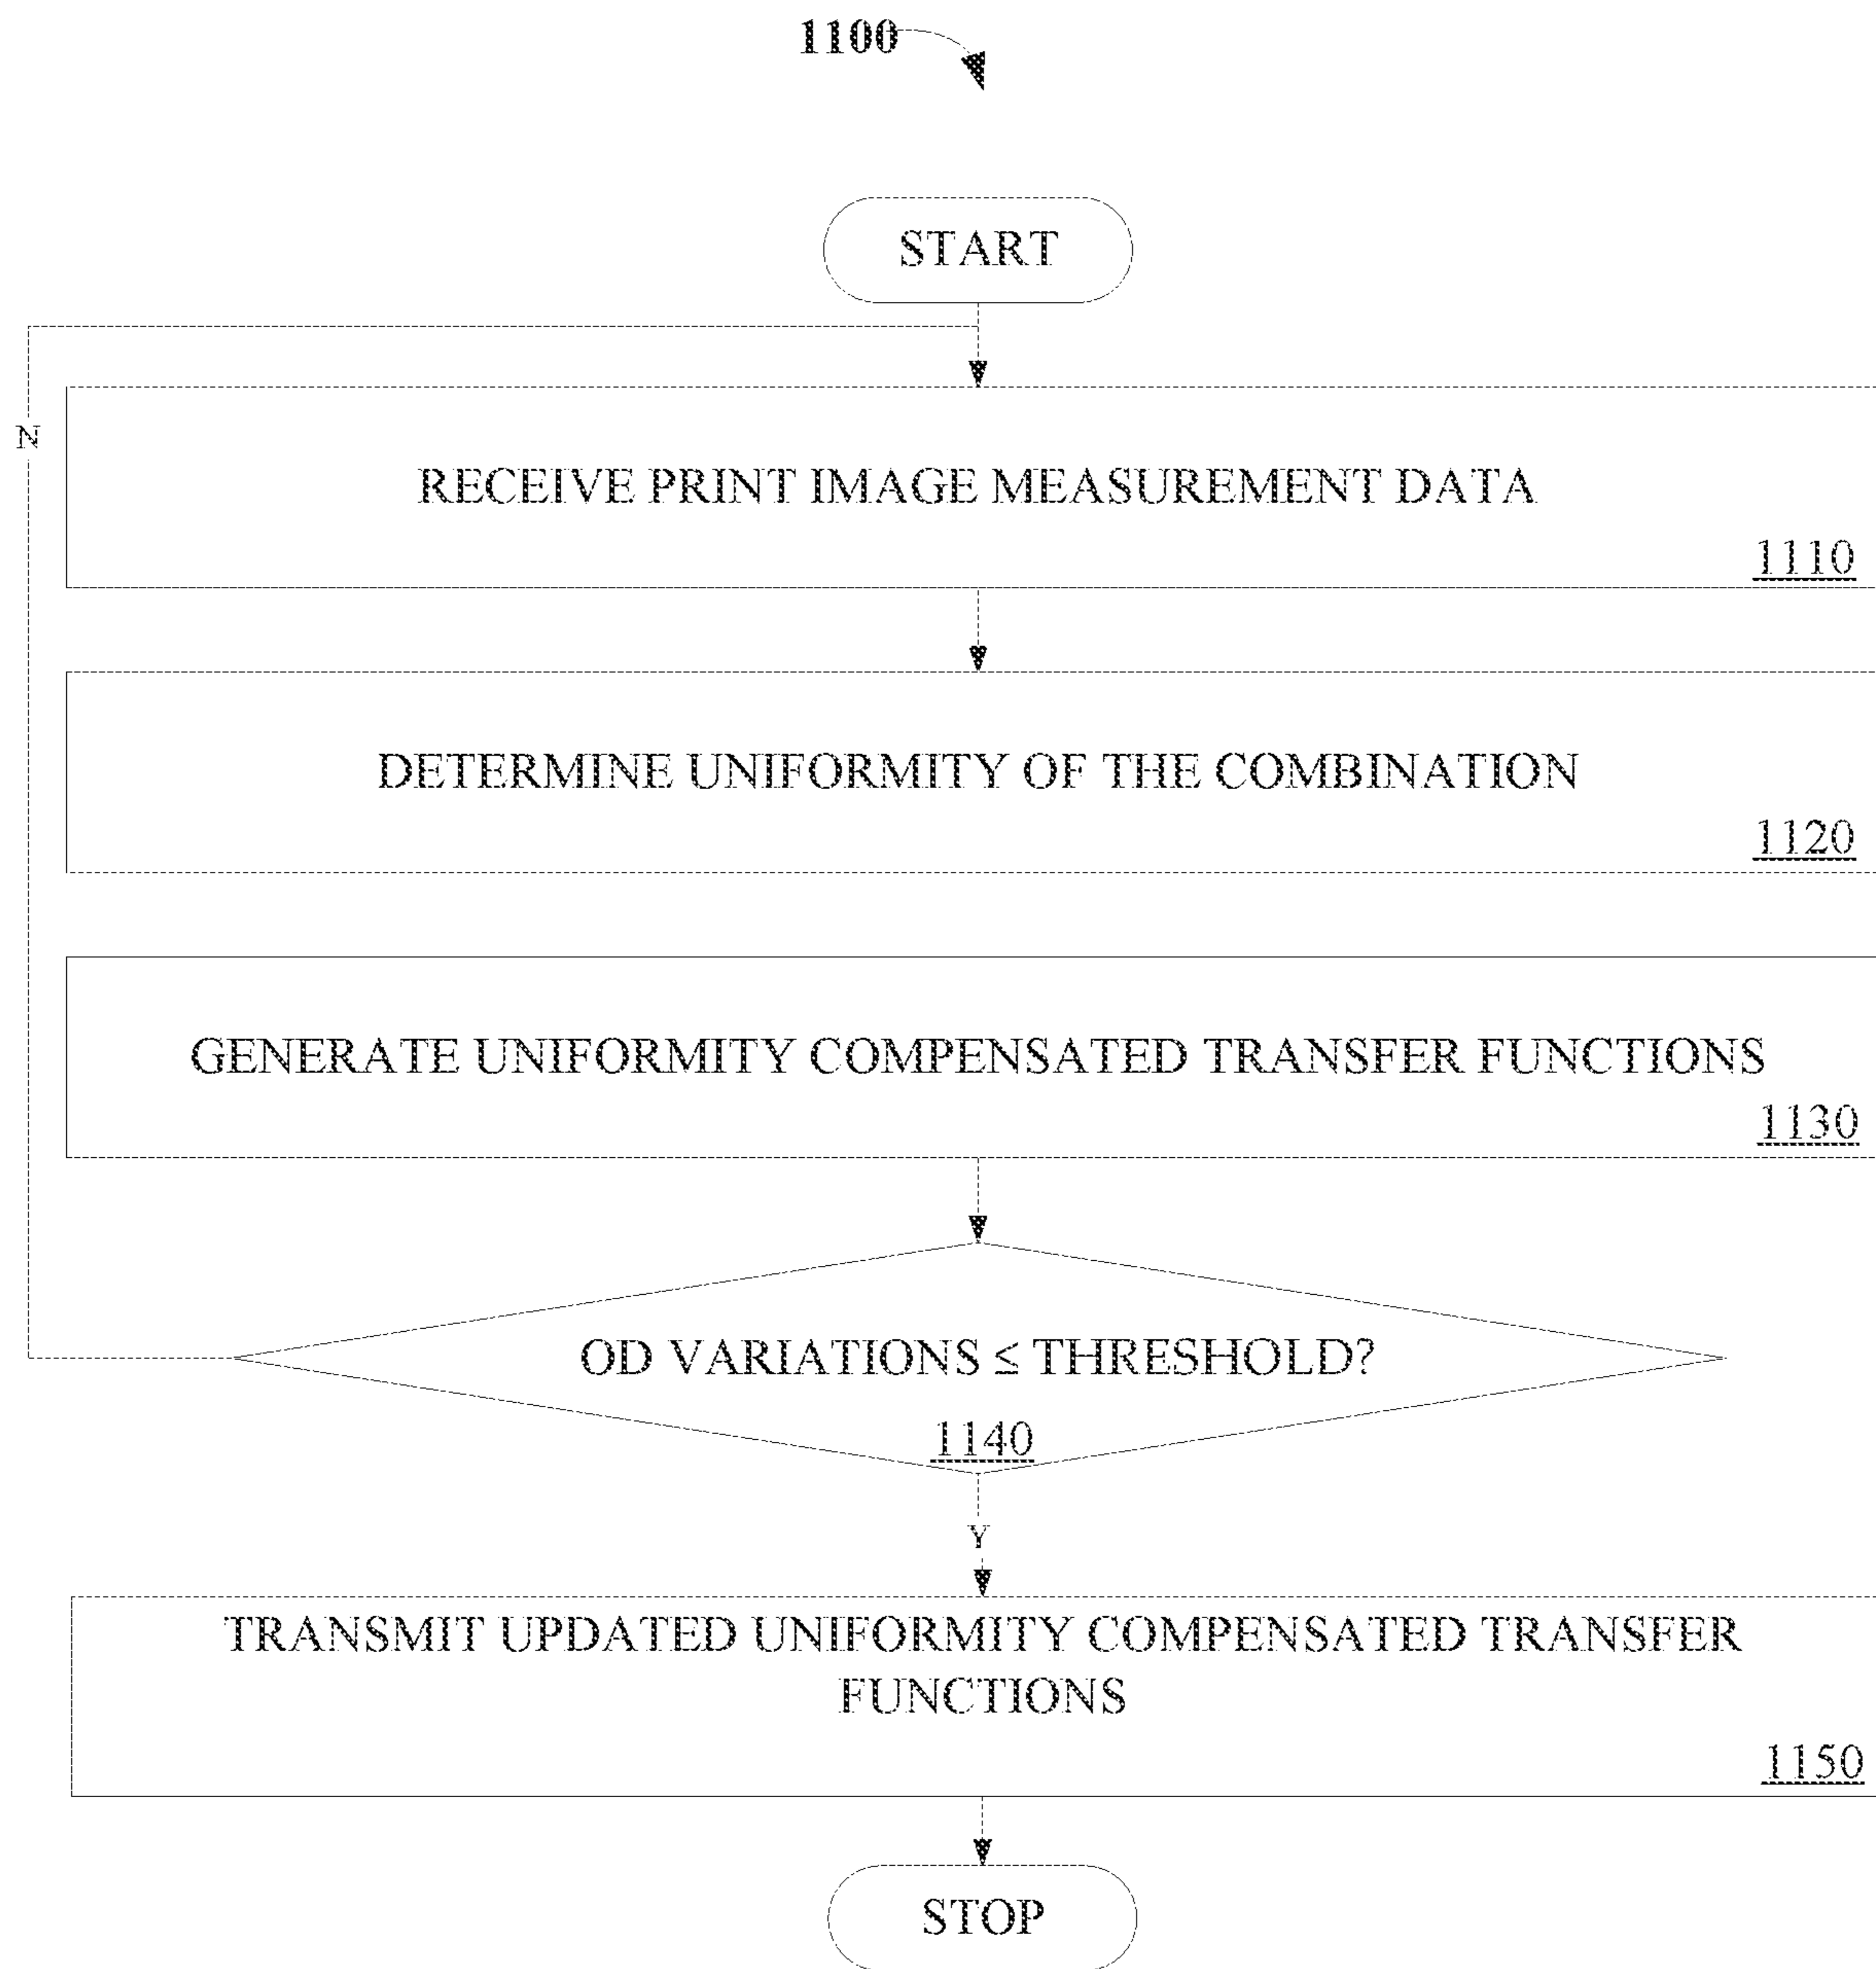 1100
START
N
RECEIVE PRINT IMAGE MEASUREMENT DATA
1110
DETERMINE UNIFORMITY OF THE COMBINATION
1120
GENERATE UNIFORMITY COMPENSATED TRANSFER FUNCTIONS
1130
OD VARIATIONS ≤ THRESHOLD?
1140
Y
TRANSMIT UPDATED UNIFORMITY COMPENSATED TRANSFER
FUNCTIONS
1150
STOP